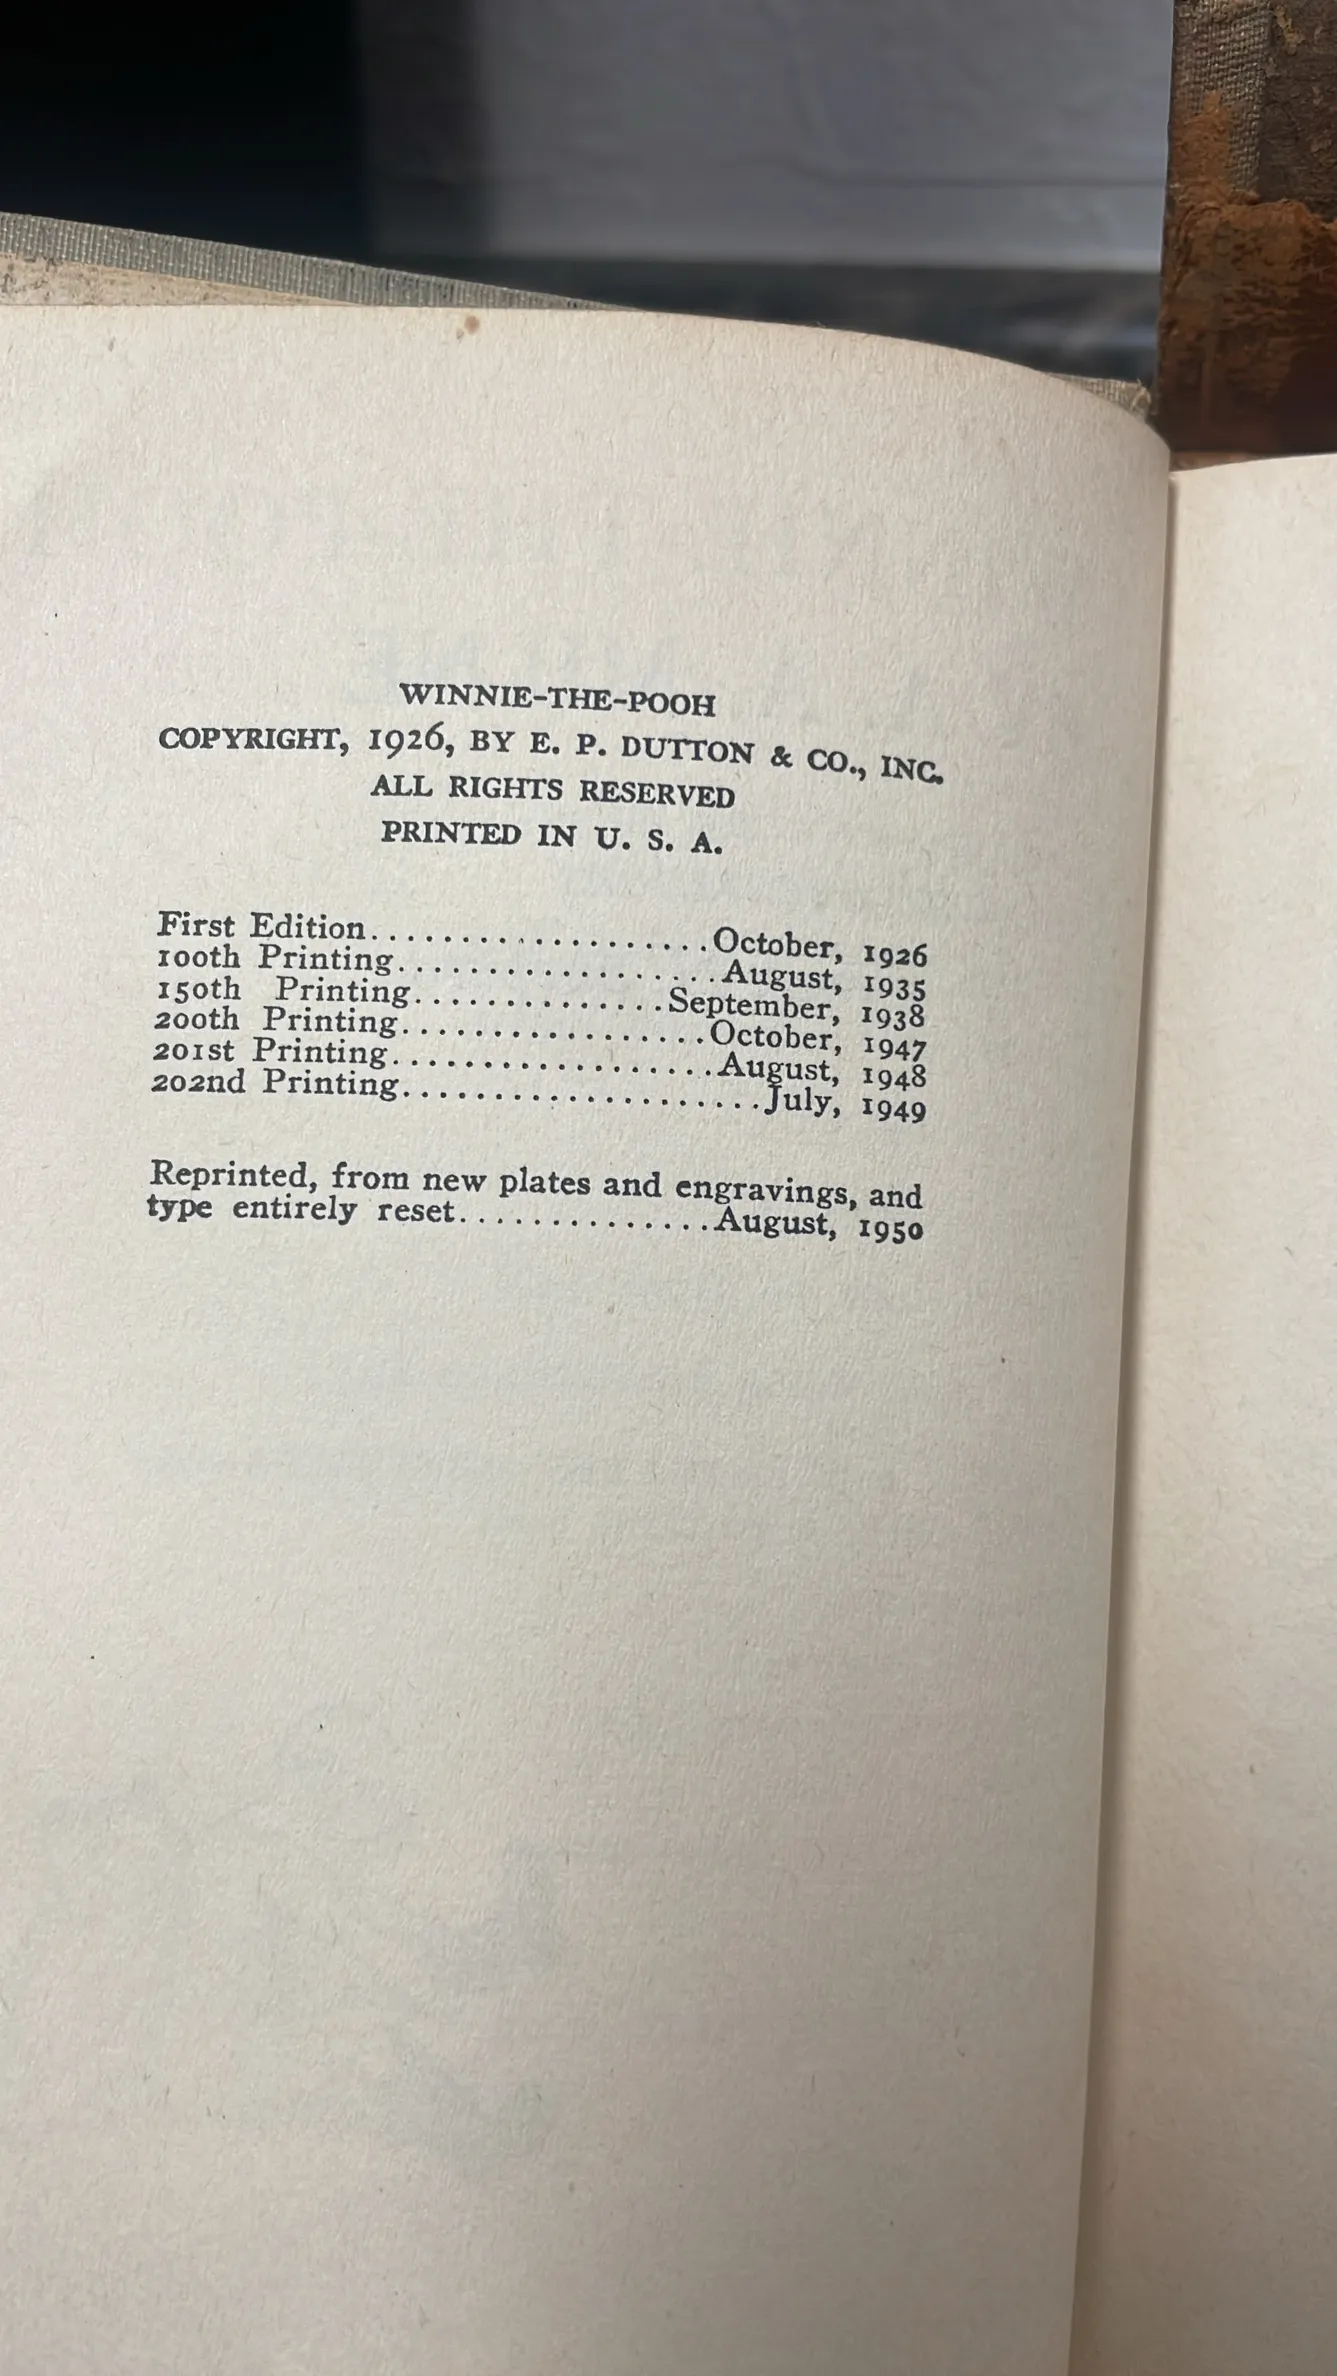 WINNIE-THE-POOH
COPYRIGHT, 1926, BY E. P. DUTTON & CO., INC.
ALL RIGHTS RESERVED
PRINTED IN U. S. A.
First Edition....................October, 1926
100th Printing..................August, 1935
150th Printing..............September, 1938
200th Printing.................October, 1947
201st Printing..................August, 1948
202nd Printing....................July, 1949
Reprinted, from new plates and engravings, and
type entirely reset..............August, 1950